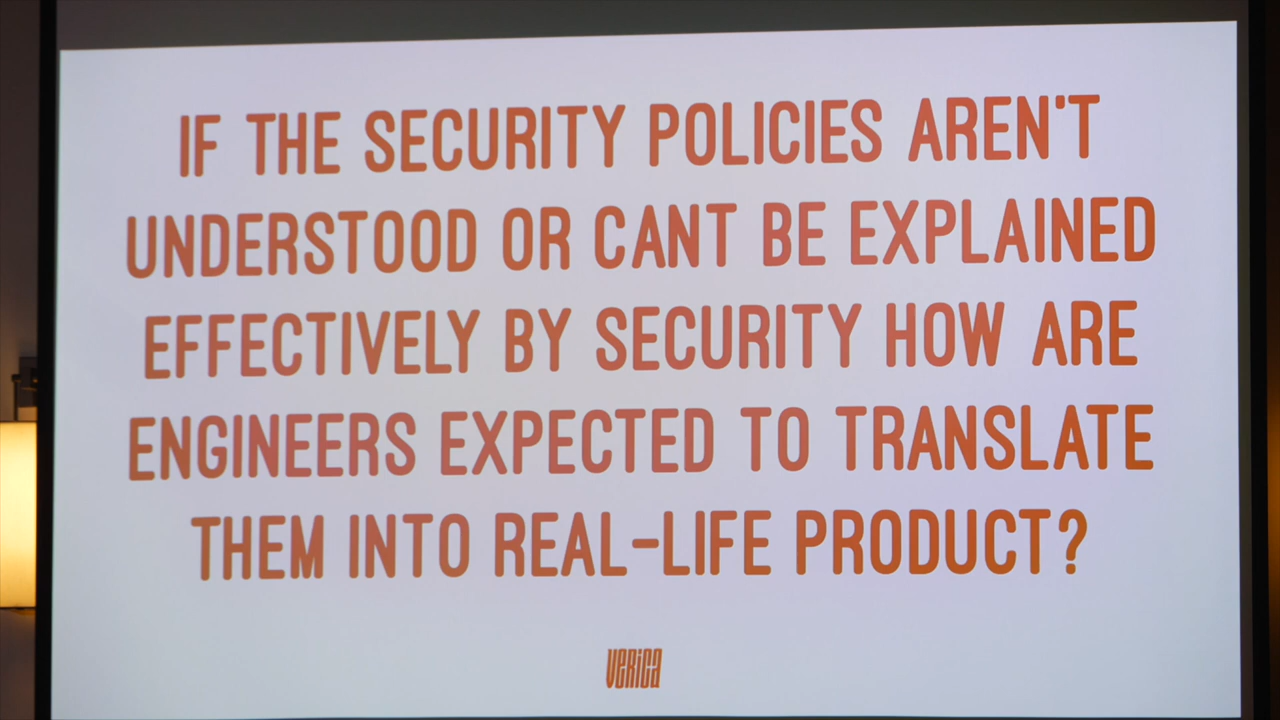 IF THE SECURITY POLICIES AREN'T
UNDERSTOOD OR CANT BE EXPLAINED
EFFECTIVELY BY SECURITY HOW ARE
ENGINEERS EXPECTED TO TRANSLATE
THEM INTO REAL-LIFE PRODUCT?
VERICA